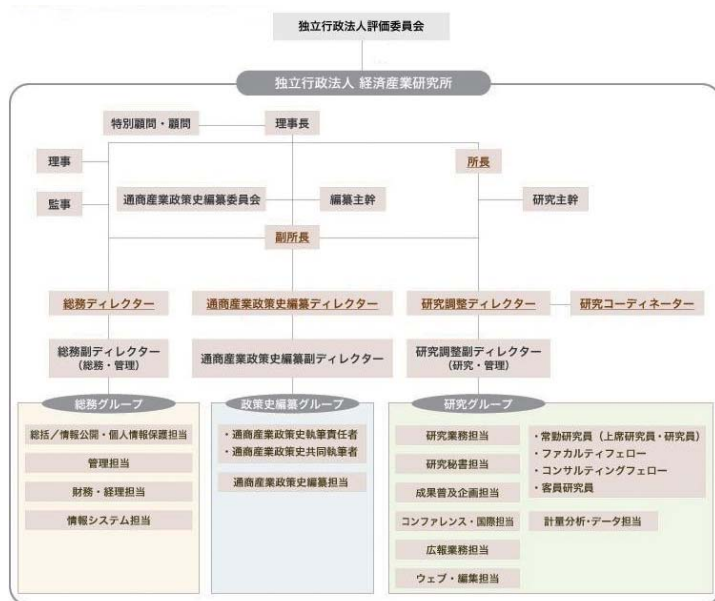 独立行政法人評価委員会
独立行政法人 経済産業研究所
特別顧問・顧問
理事長
理事
所長
監事
通商産業政策史編纂委員会
編纂主幹
研究主幹
副所長
総務ディレクター
通商産業政策史編纂ディレクター
研究調整ディレクター
研究コーディネーター
総務副ディレクター
(総務・管理)
通商産業政策史編纂副ディレクター
研究調整副ディレクター
(研究・管理)
総務グループ
総括/情報公開・個人情報保護担当
管理担当
財務・経理担当
情報システム担当
政策史編纂グループ
・通商産業政策史執筆責任者
・通商産業政策史共同執筆者
通商産業政策史編纂担当
研究グループ
研究業務担当
研究秘書担当
成果普及企画担当
コンファレンス・国際担当
広報業務担当
ウェブ・編集担当
・常勤研究員(上席研究員・研究員)
・ファカルティフェロー
・コンサルティングフェロー
・客員研究員
計量分析・データ担当